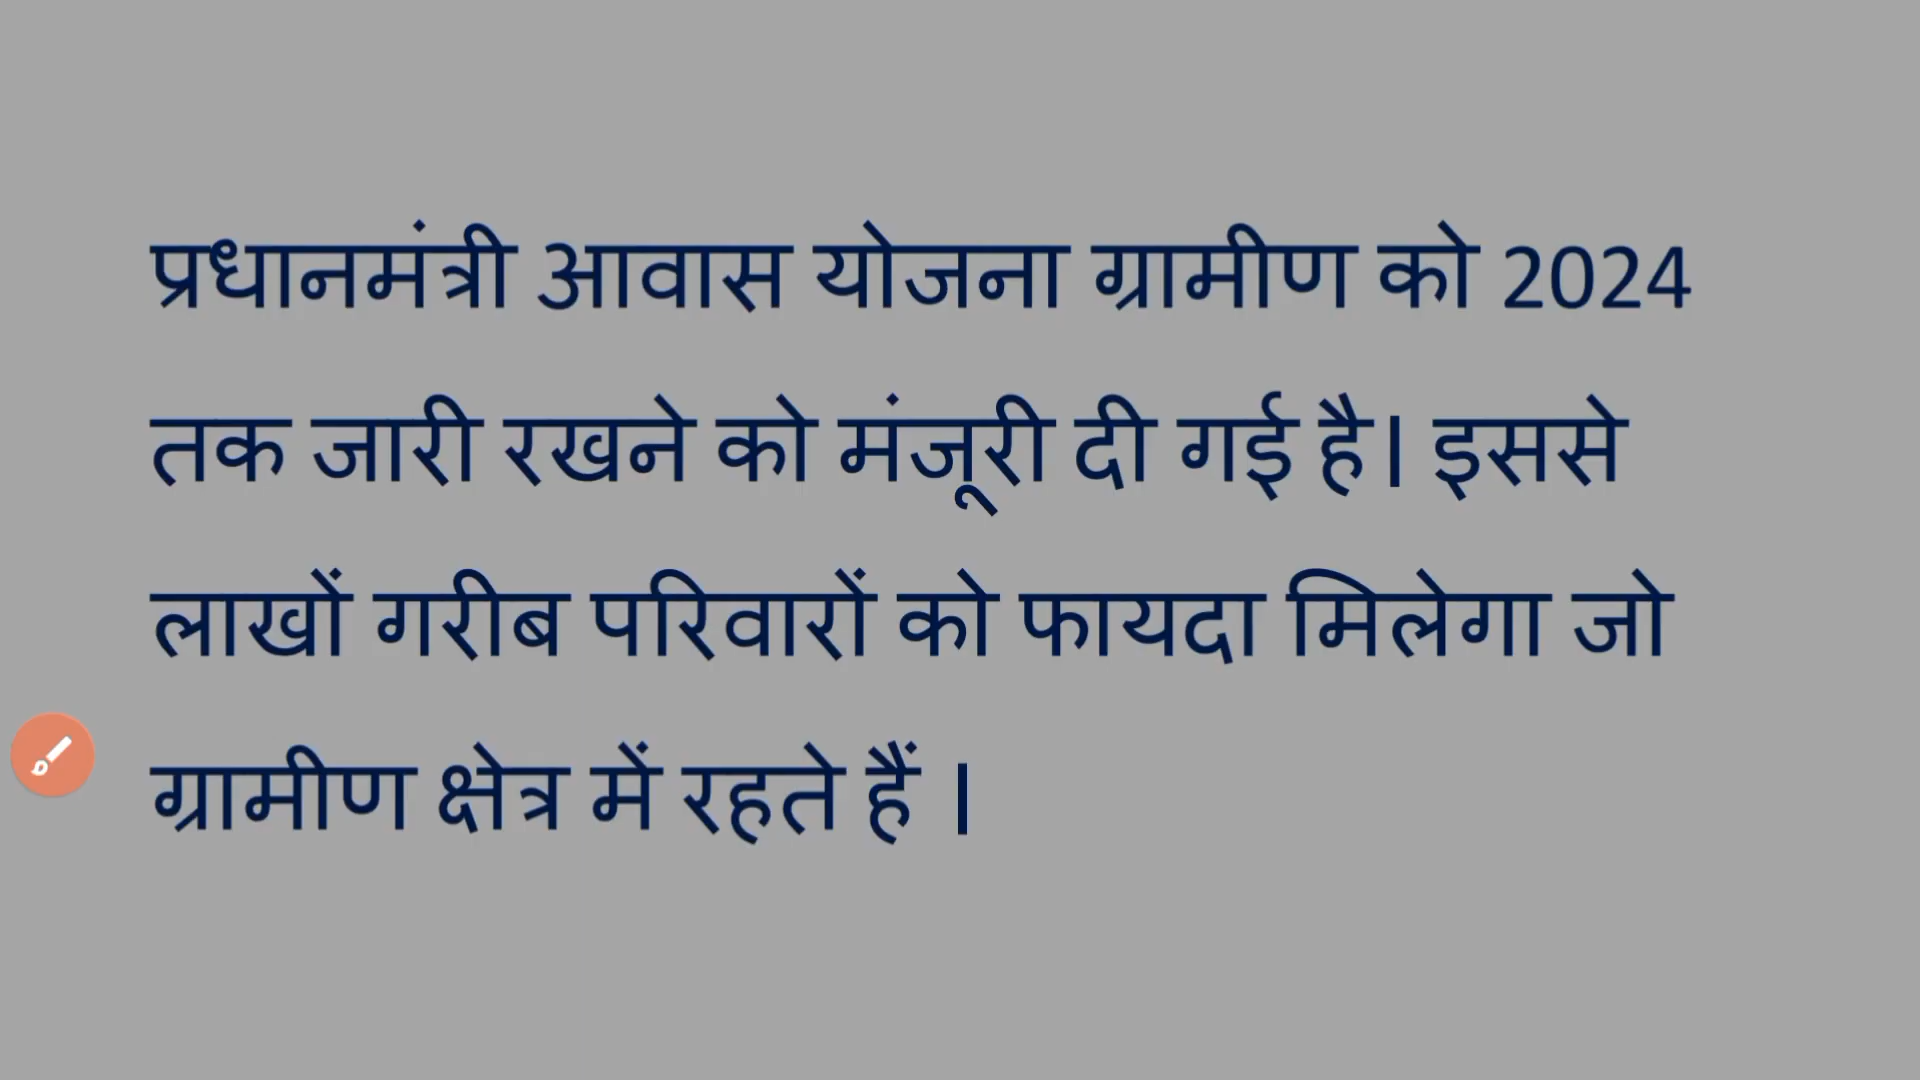 प्रधानमंत्री आवास योजना ग्रामीण को 2024
तक जारी रखने को मंजूरी दी गई है। इससे
लाखों गरीब परिवारों को फायदा मिलेगा जो
ग्रामीण क्षेत्र में रहते हैं ।